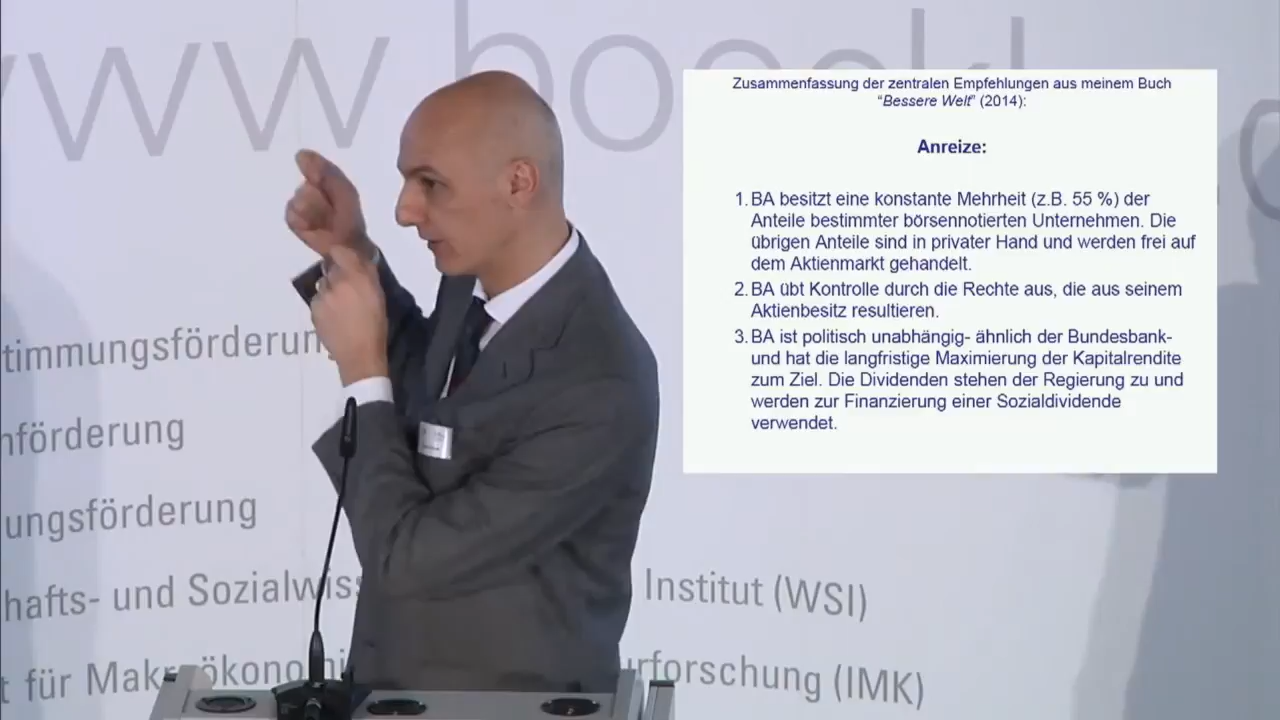 www.boeckl
Zusammenfassung der zentralen Empfehlungen aus meinem Buch
“Bessere Welt” (2014):
Anreize:
1. BA besitzt eine konstante Mehrheit (z.B. 55 %) der
Anteile bestimmter börsennotierten Unternehmen. Die
übrigen Anteile sind in privater Hand und werden frei auf
dem Aktienmarkt gehandelt.
2. BA übt Kontrolle durch die Rechte aus, die aus seinem
Aktienbesitz resultieren.
3. BA ist politisch unabhängig- ähnlich der Bundesbank-
und hat die langfristige Maximierung der Kapitalrendite
zum Ziel. Die Dividenden stehen der Regierung zu und
werden zur Finanzierung einer Sozialdividende
verwendet.
timmungsförderun
nförderung
ungsförderung
hafts- und Sozialwiss Institut (WSI)
t für Makroökonomi urforschung (IMK)